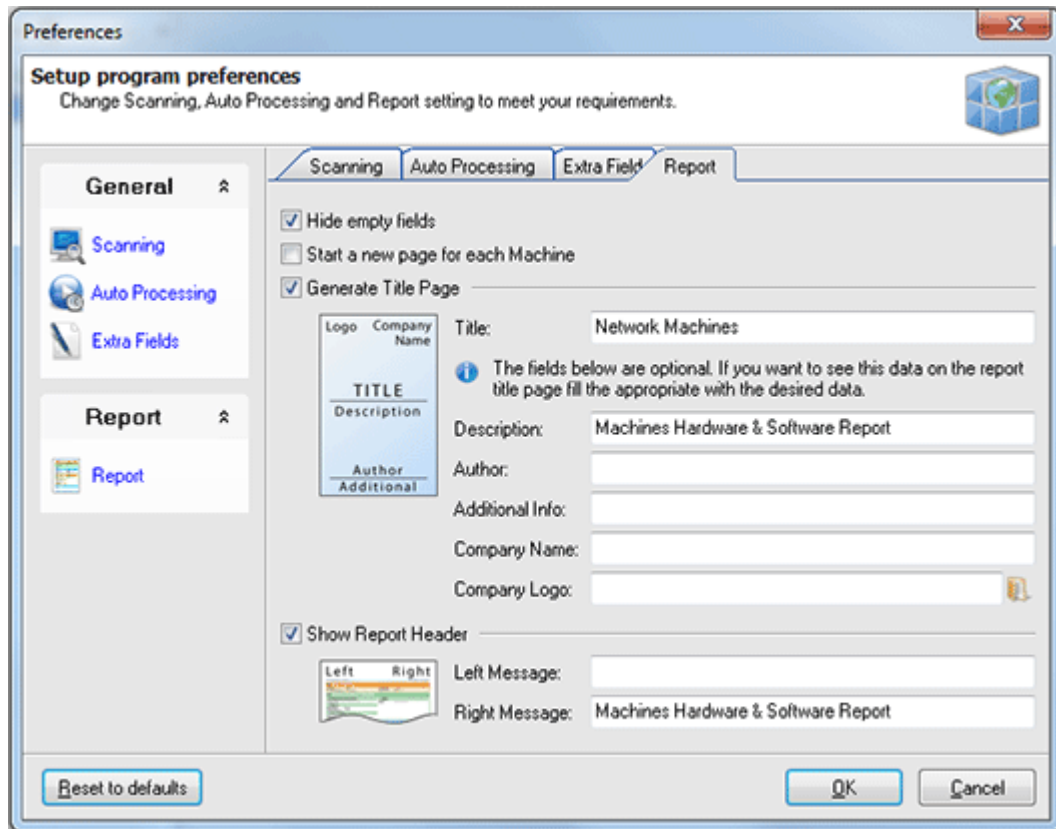 Preferences
Setup program preferences
Change Scanning, Auto Processing and Report setting to meet your requirements.
General
Scanning
Auto Processing
Extra Fields
Report
Report
Scanning
Auto Processing
Extra Field
Report
Hide empty fields
Start a new page for each Machine
Generate Title Page
Logo Company
Name
TITLE
Description
Author
Additional
Title: Network Machines
The fields below are optional. If you want to see this data on the report
title page fill the appropriate with the desired data.
Description: Machines Hardware & Software Report
Author:
Additional Info:
Company Name:
Company Logo:
Show Report Header
Left Right
Left Message:
Right Message: Machines Hardware & Software Report
Reset to defaults
OK
Cancel